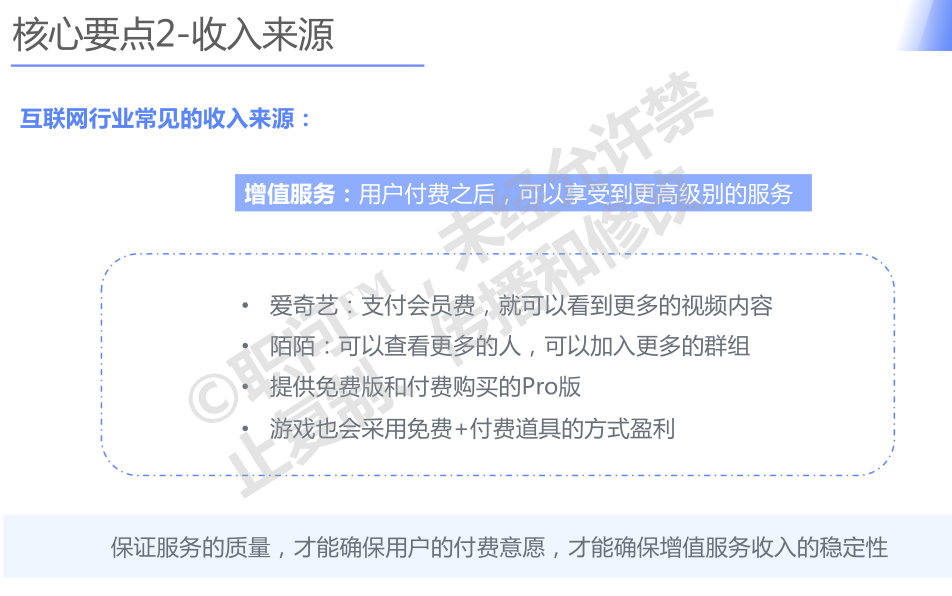 核心要点2-收入来源
互联网行业常见的收入来源：
增值服务：用户付费之后，可以享受到更高级别的服务
• 爱奇艺：支付会员费，就可以看到更多的视频内容
• 陌陌：可以查看更多的人，可以加入更多的群组
• 提供免费版和付费购买的Pro版
• 游戏也会采用免费+付费道具的方式盈利
保证服务的质量，才能确保用户的付费意愿，才能确保增值服务收入的稳定性
©职问™，未经允许禁
止复制、传播和修改